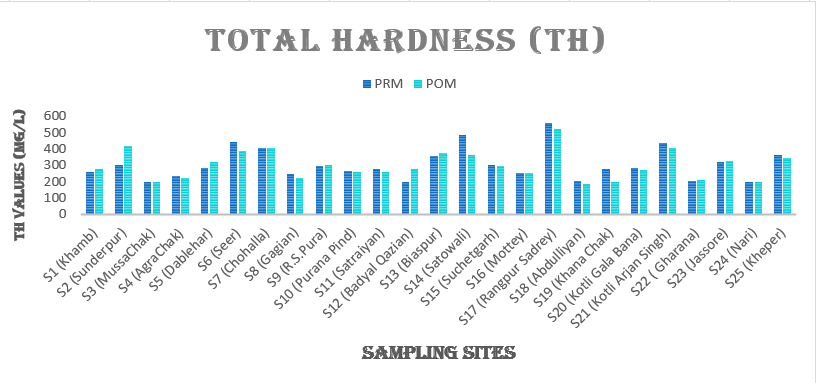 TOTAL HARDNESS (TH)
PRM POM
TH VALUES (MG/L)
600
500
400
300
200
100
0
S1 (Khamb)
S2 (Sunderpur)
S3 (MussaChak)
S4 (AgraChak)
S5 (Dablehar)
S6 (Seer)
S7 (Chohalla)
S8 (Gagian)
S9 (R.S.Pura)
S10 (Purana Pind)
S11 (Satraiyan)
S12 (Badyal Qazian)
S13 (Biaspur)
S14 (Satowali)
S15 (Suchetgarh)
S16 (Mottey)
S17 (Rangpur Sadrey)
S18 (Abdulliyan)
S19 (Khana Chak)
S20 (Kotli Gala Bana)
S21 (Kotli Arjan Singh)
S22 ( Gharana)
S23 (Jassore)
S24 (Nari)
S25 (Kheper)
SAMPLING SITES